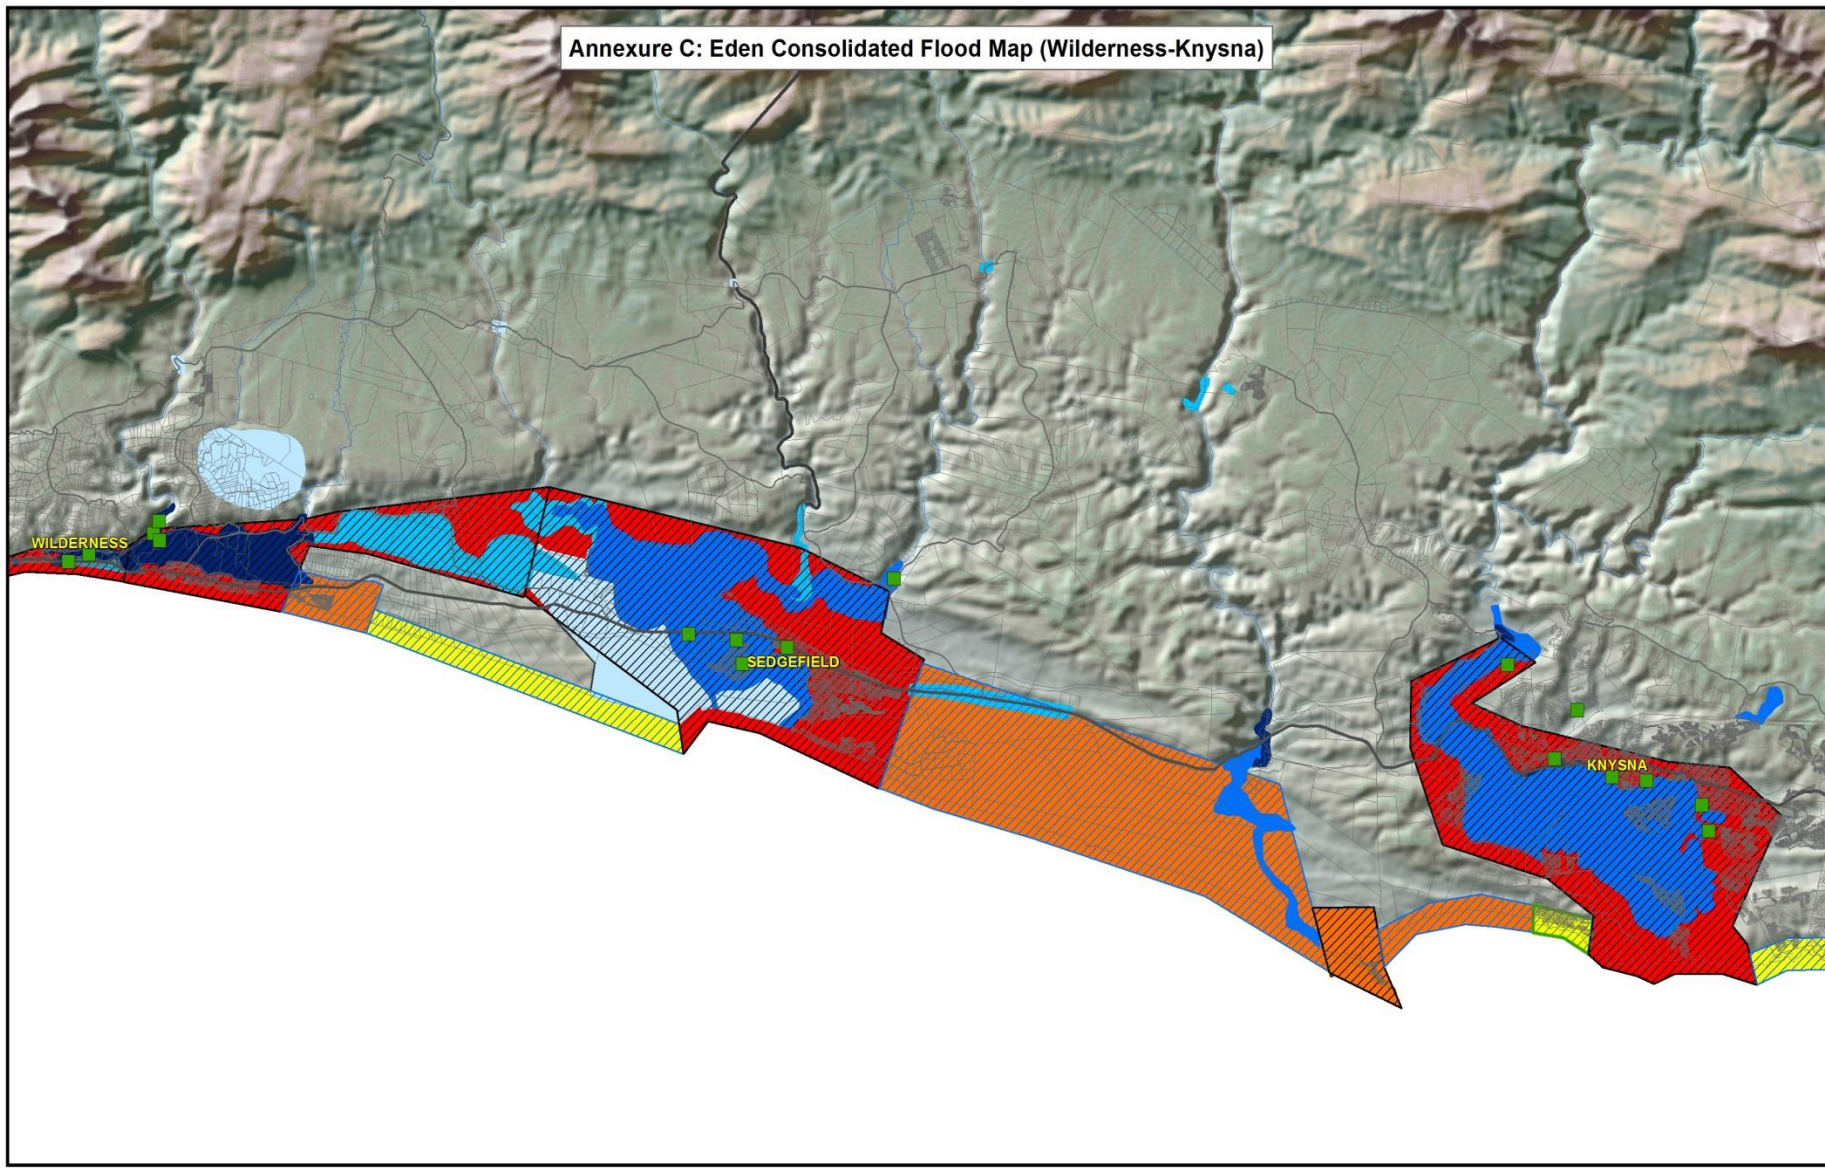 Annexure C: Eden Consolidated Flood Map (Wilderness-Knysna)
WILDERNESS
SEDGEFIELD
KNYSNA